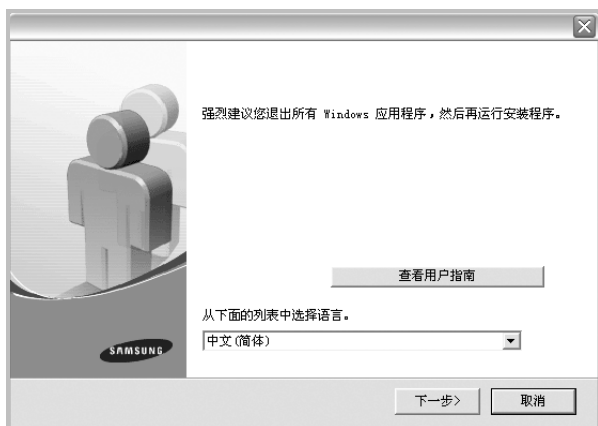 强烈建议您退出所有 Windows 应用程序，然后再运行安装程序。
查看用户指南
从下面的列表中选择语言。
中文(简体)
SAMSUNG
下一步>
取消